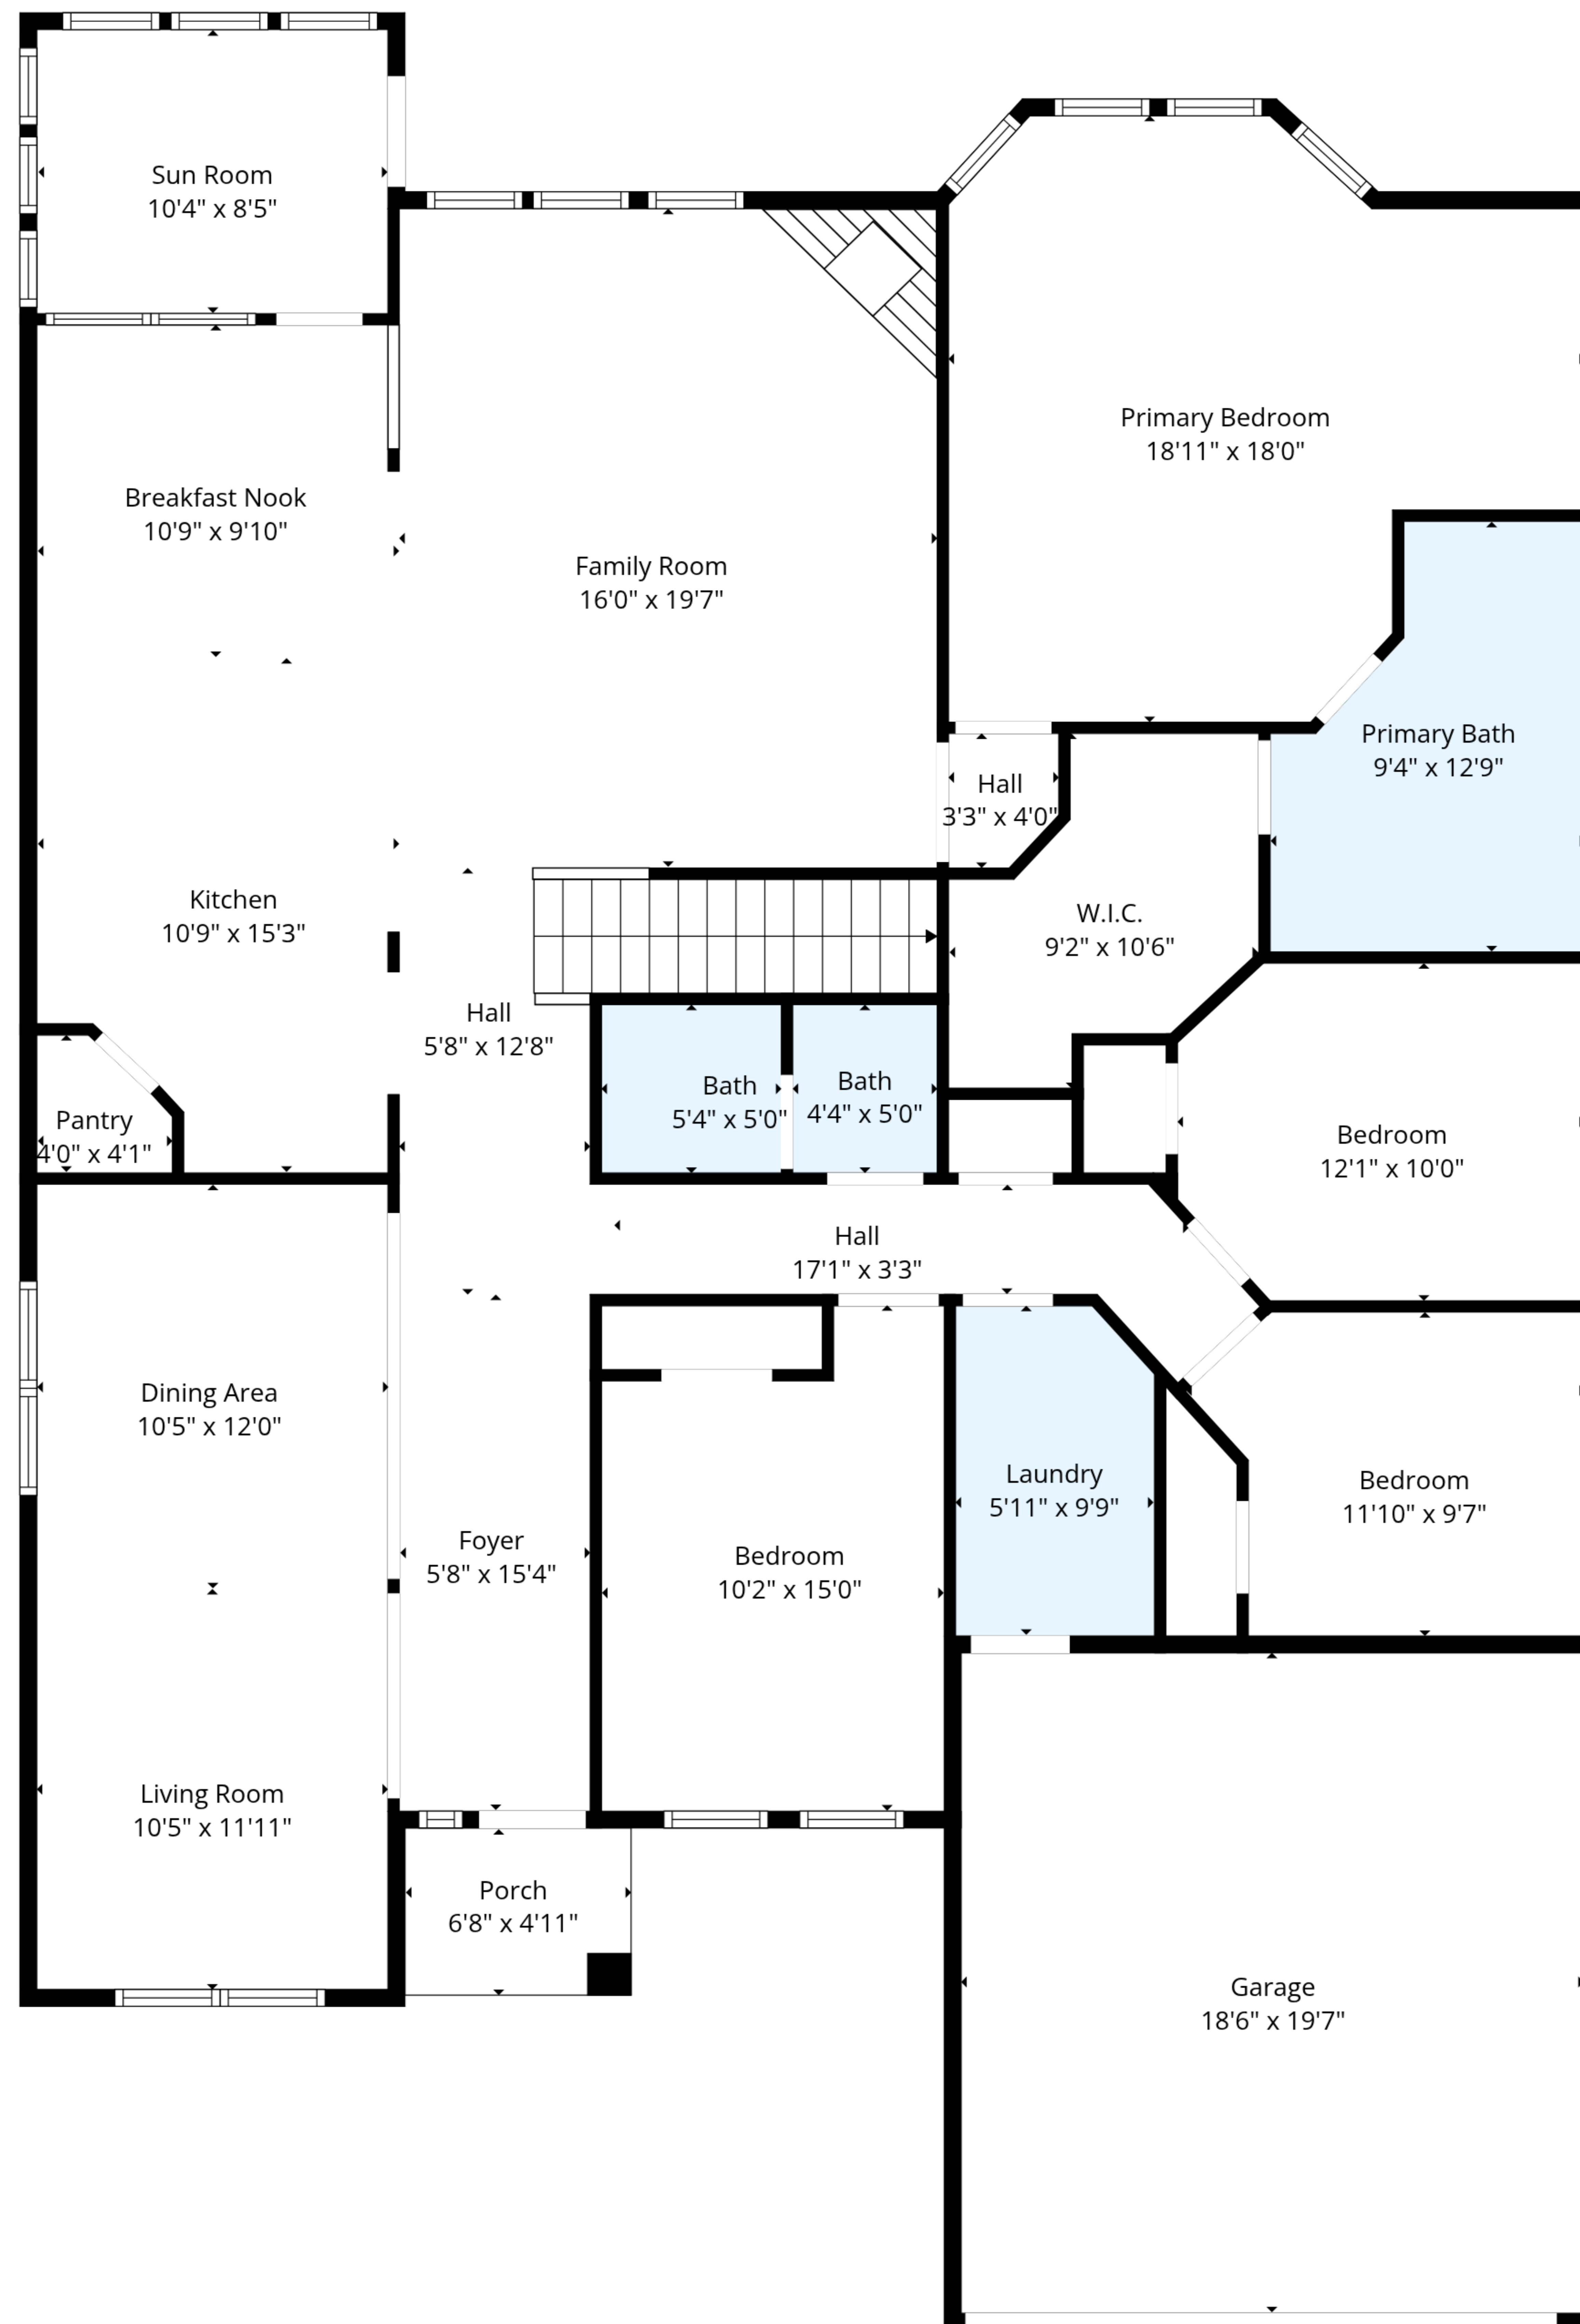 Sun Room
10'4" x 8'5"
Primary Bedroom
18'11" x 18'0"
Breakfast Nook
10'9" x 9'10"
Family Room
16'0" x 19'7"
Primary Bath
9'4" x 12'9"
Hall
3'3" x 4'0"
Kitchen
10'9" x 15'3"
W.I.C.
9'2" x 10'6"
Hall
5'8" x 12'8"
Bath
5'4" x 5'0"
Bath
4'4" x 5'0"
Pantry
4'0" x 4'1"
Bedroom
12'1" x 10'0"
Hall
17'1" x 3'3"
Dining Area
10'5" x 12'0"
Laundry
5'11" x 9'9"
Bedroom
11'10" x 9'7"
Foyer
5'8" x 15'4"
Bedroom
10'2" x 15'0"
Living Room
10'5" x 11'11"
Porch
6'8" x 4'11"
Garage
18'6" x 19'7"